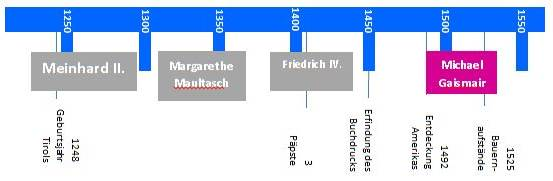 1250
1300
1350
1400
1450
1500
1550
Meinhard II.
Margarethe
Maultasch
Friedrich IV.
Michael
Gaismair
1248
Geburtsjahr
Tirols
3
Päpste
Erfindung des
Buchdrucks
1492
Entdeckung
Amerikas
1525
Bauern-
aufstände